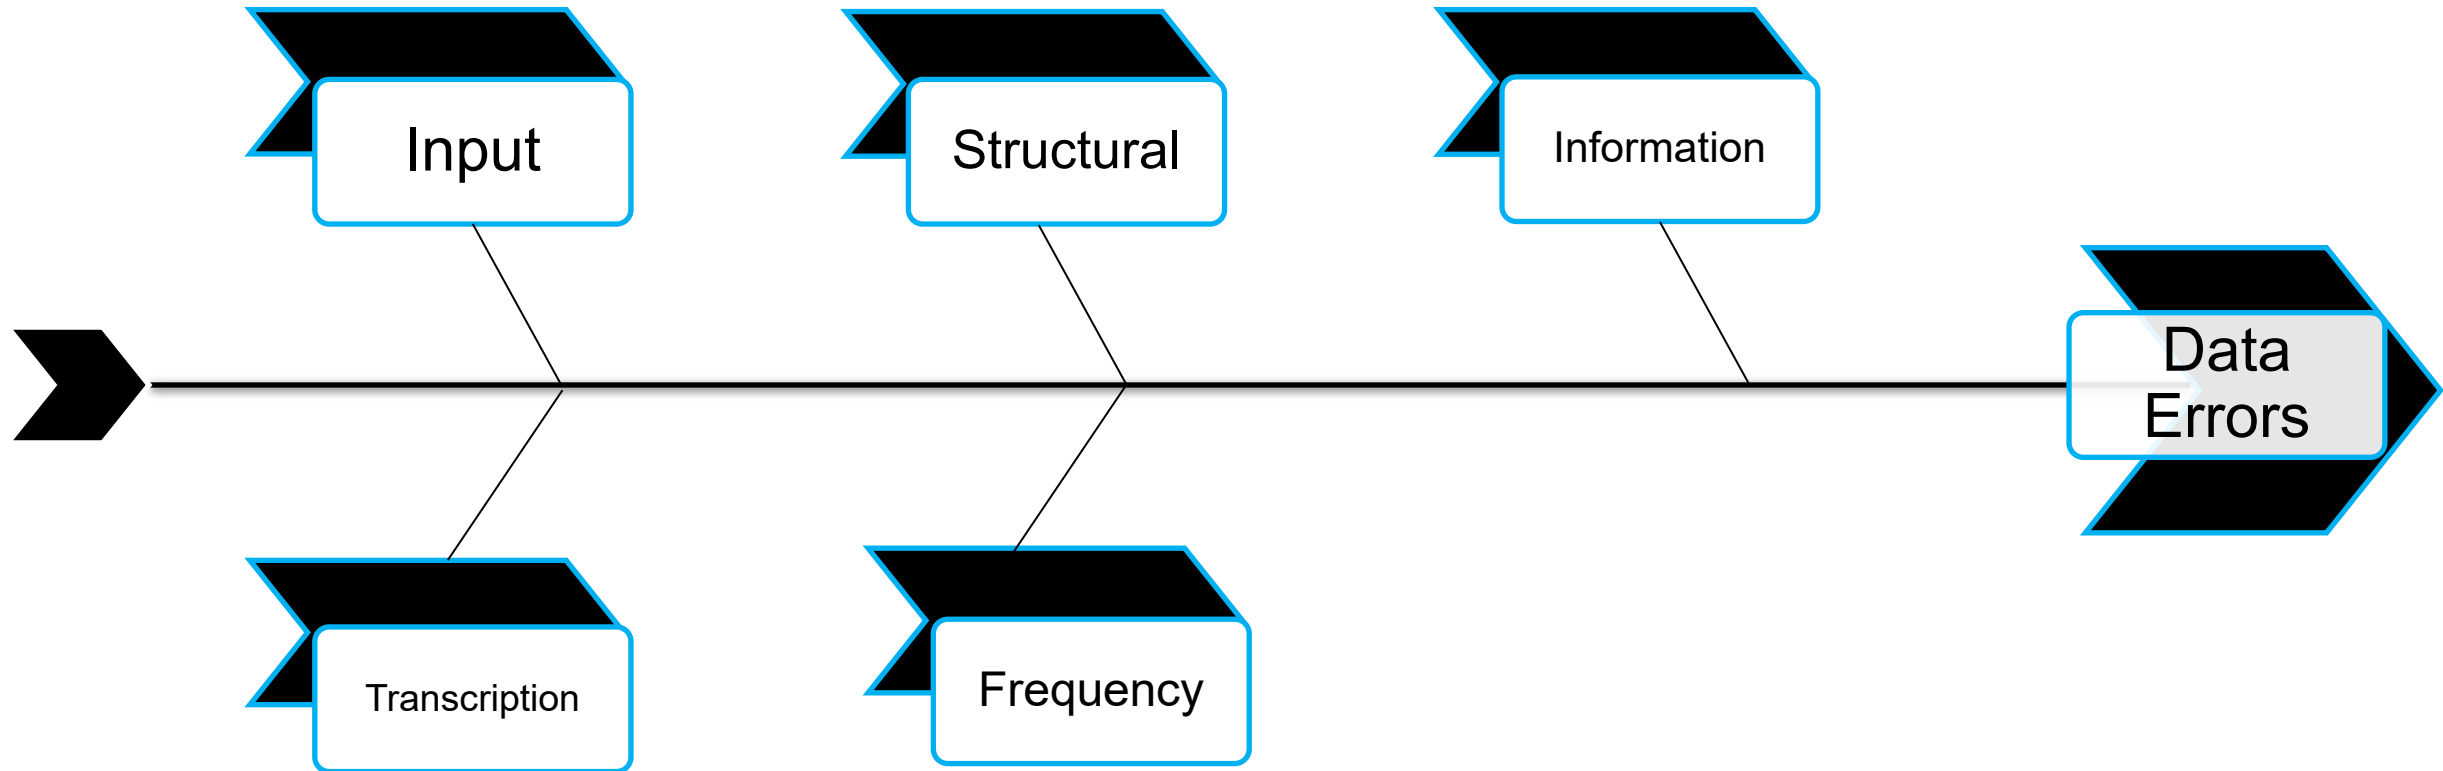 Input
Structural
Information
Data
Errors
Transcription
Frequency